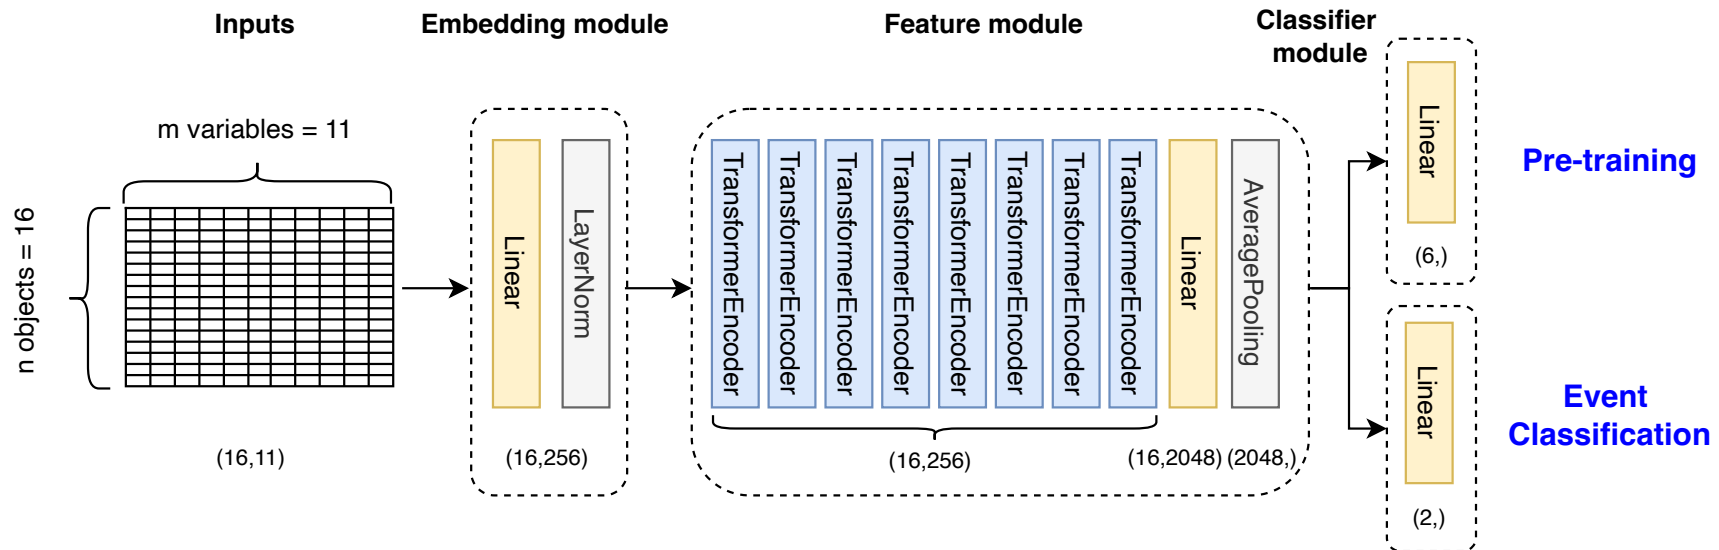 Inputs
Embedding module
Feature module
Classifier
module
m variables = 11
n objects = 16
(16,11)
Linear
LayerNorm
(16,256)
TransformerEncoder
TransformerEncoder
TransformerEncoder
TransformerEncoder
TransformerEncoder
TransformerEncoder
TransformerEncoder
TransformerEncoder
Linear
AveragePooling
(16,256)
(16,2048)
(2048,)
Linear
(6,)
Pre-training
Linear
(2,)
Event
Classification